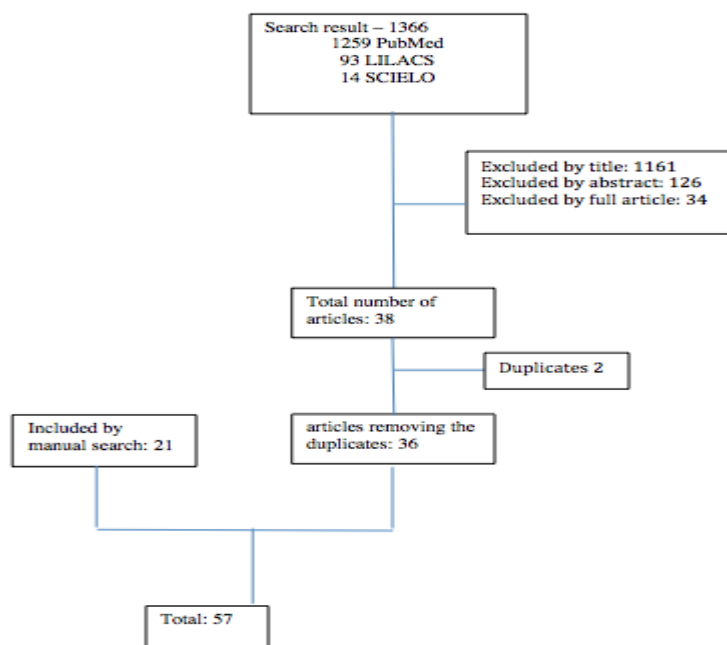 Search result – 1366
1259 PubMed
93 LILACS
14 SCIELO
Excluded by title: 1161
Excluded by abstract: 126
Excluded by full article: 34
Total number of
articles: 38
Duplicates 2
Included by
manual search: 21
articles removing the
duplicates: 36
Total: 57